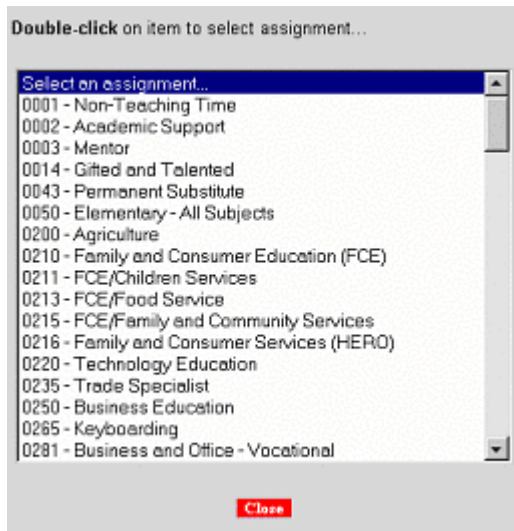 Double-click on item to select assignment...
Select an assignment...
0001 - Non-Teaching Time
0002 - Academic Support
0003 - Mentor
0014 - Gifted and Talented
0043 - Permanent Substitute
0050 - Elementary - All Subjects
0200 - Agriculture
0210 - Family and Consumer Education (FCE)
0211 - FCE/Children Services
0213 - FCE/Food Service
0215 - FCE/Family and Community Services
0216 - Family and Consumer Services (HERO)
0220 - Technology Education
0235 - Trade Specialist
0250 - Business Education
0265 - Keyboarding
0281 - Business and Office - Vocational
Close